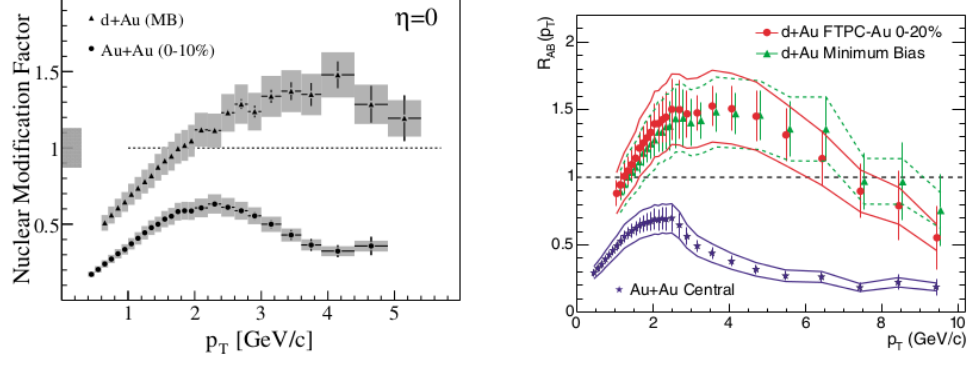 Nuclear Modification Factor
▲ d+Au (MB)
● Au+Au (0-10%)
η=0
1.5
1
0.5
1 2 3 4 5
p_T [GeV/c]
R_AB(p_T)
d+Au FTPC-Au 0-20%
d+Au Minimum Bias
2
1.5
1
0.5
0
Au+Au Central
0 2 4 6 8 10
p_T (GeV/c)